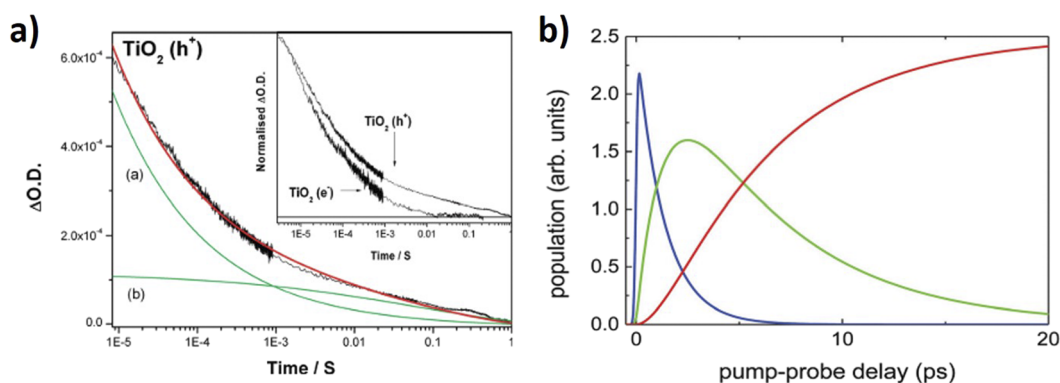 a)
TiO₂ (h⁺)
6.0x10⁻⁴
4.0x10⁻⁴
2.0x10⁻⁴
0.0
Δ O.D.
(a)
(b)
1E-5
1E-4
1E-3
0.01
0.1
1
Time / S
Normalised Δ O.D.
TiO₂ (h⁺)
TiO₂ (e⁻)
1E-5
1E-4
1E-3
0.01
0.1
1
Time / S
b)
2.5
2.0
1.5
1.0
0.5
0.0
population (arb. units)
0
10
20
pump-probe delay (ps)